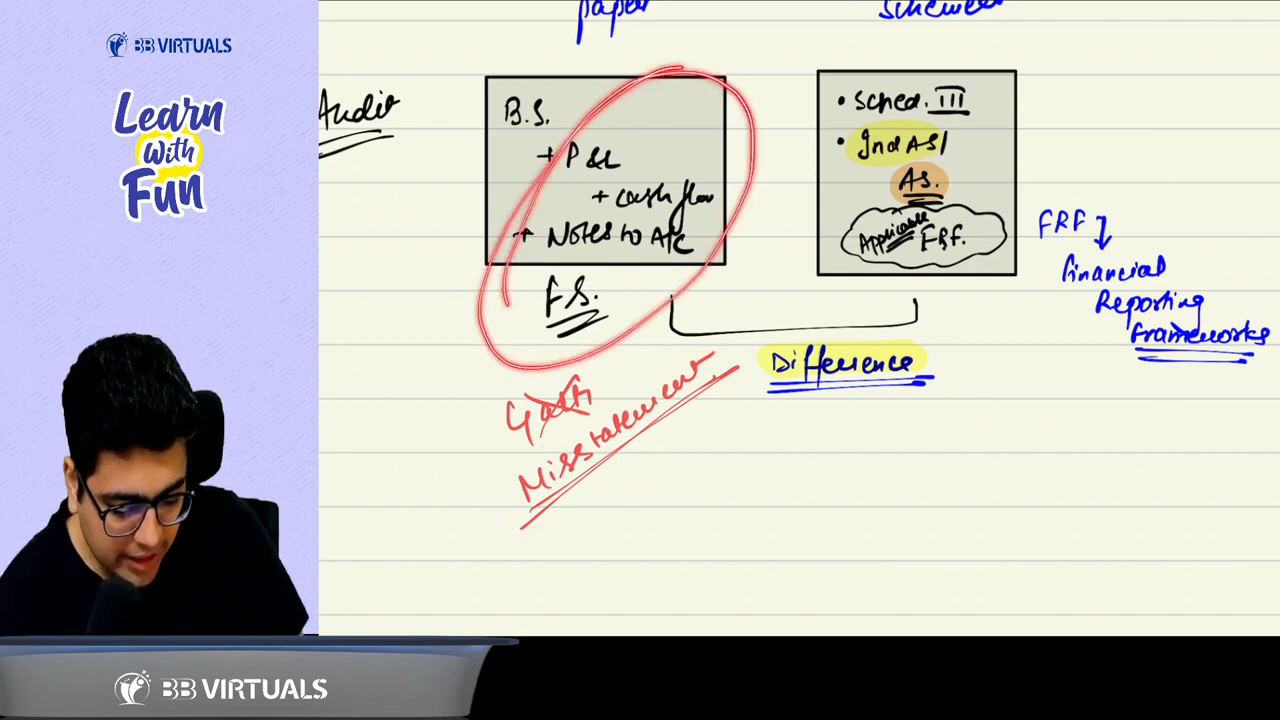 paper
Schemes
BB VIRTUALS
Learn
With
Fun
Audit
B.S.
+ P&L
+ Cash flow
+ Notes to A/C
F.S.
• Sched. III
• Ind AS/
AS.
Applicable
FRF.
FRF
Financial
Reporting
frameworks
Difference
Misstatement
BB VIRTUALS